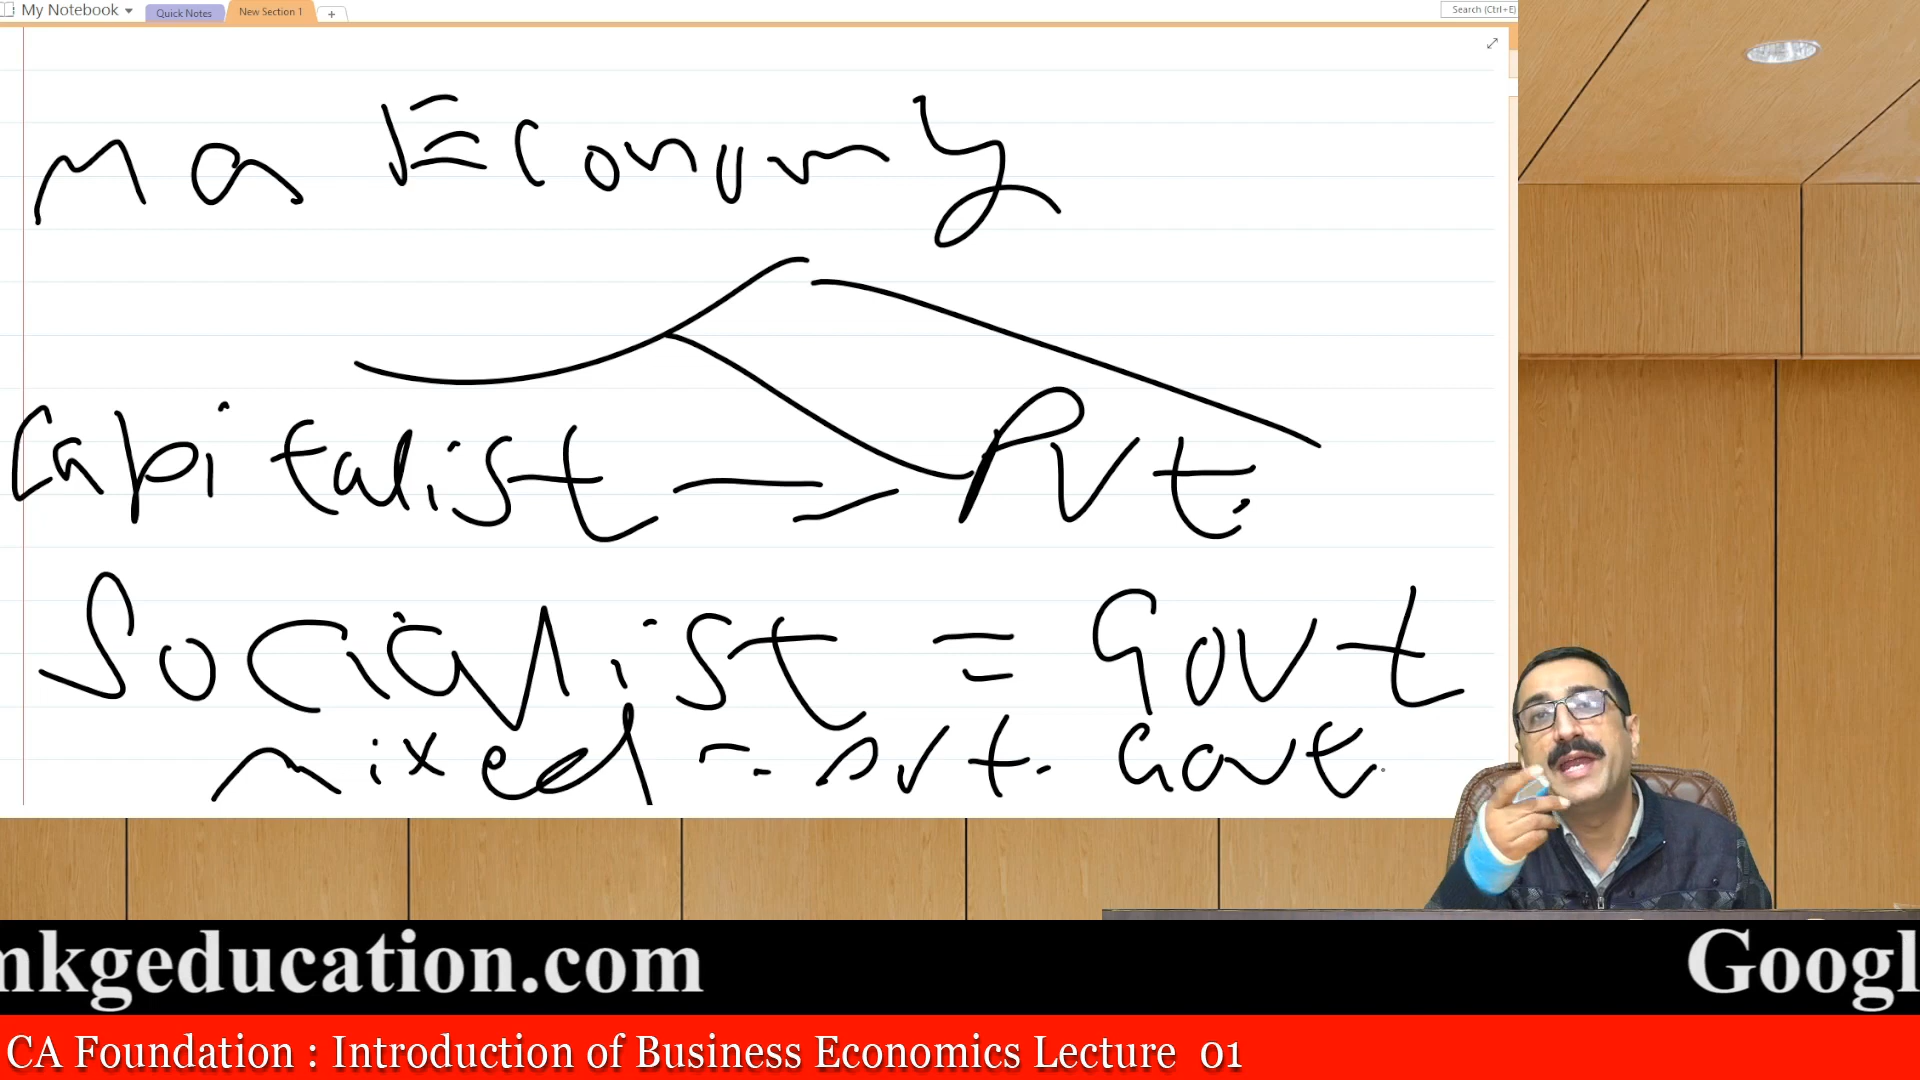 My Notebook
Quick Notes
New Section 1
+
Search (Ctrl+E)
Economy
Capitalist — Pvt.
Socialist = Govt
mixed = Pvt. Govt.
mkgeducation.com
Googl
CA Foundation : Introduction of Business Economics Lecture 01